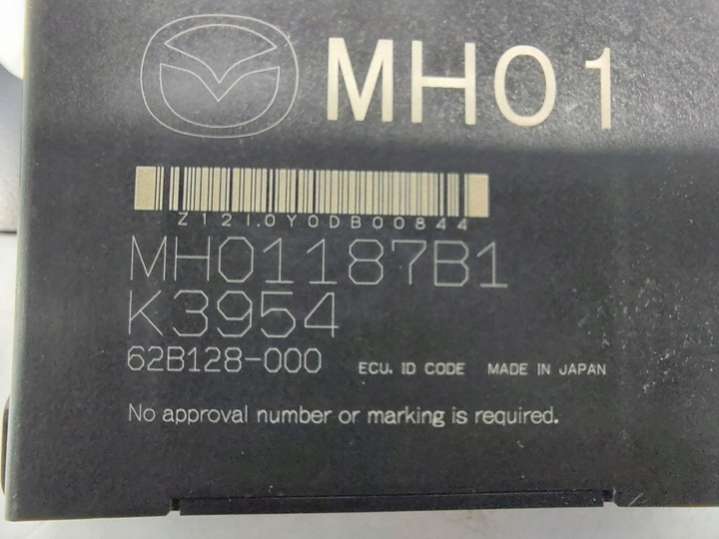 MH01
Z12I.0Y0DB00844
MH01187B1
K3954
62B128-000 ECU. ID CODE MADE IN JAPAN
No approval number or marking is required.